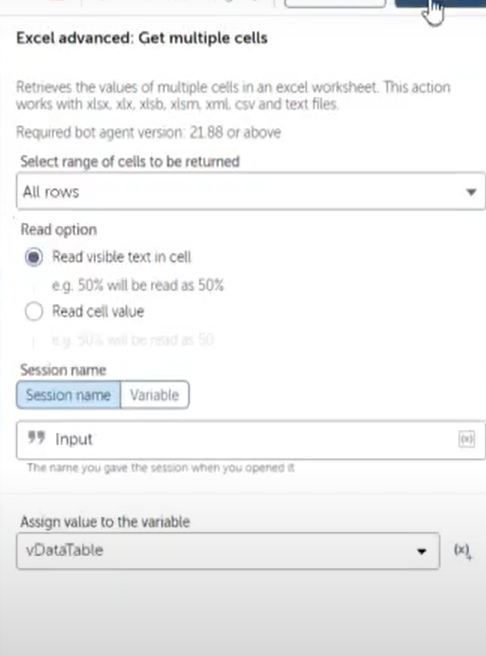 Excel advanced: Get multiple cells
Retrieves the values of multiple cells in an excel worksheet. This action
works with xlsx, xlx, xlsb, xlsm, xml, csv and text files.
Required bot agent version: 21.88 or above
Select range of cells to be returned
All rows
Read option
Read visible text in cell
e.g. 50% will be read as 50%
Read cell value
e.g. 50% will be read as 50
Session name
Session name Variable
Input (x)
The name you gave the session when you opened it
Assign value to the variable
vDataTable (x)